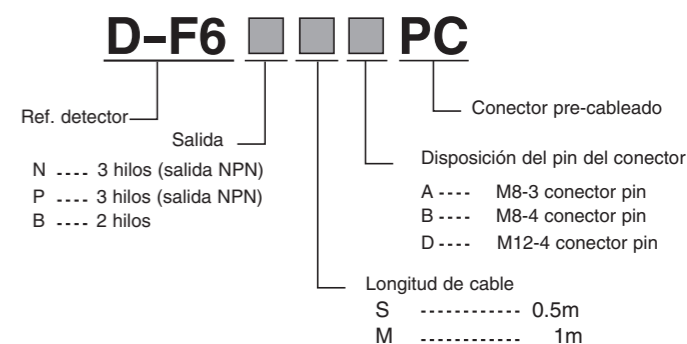 D-F6 PC
Ref. detector
Salida
N ---- 3 hilos (salida NPN)
P ---- 3 hilos (salida NPN)
B ---- 2 hilos
Conector pre-cableado
Disposición del pin del conector
A ---- M8-3 conector pin
B ---- M8-4 conector pin
D ---- M12-4 conector pin
Longitud de cable
S ------------ 0.5m
M ------------ 1m